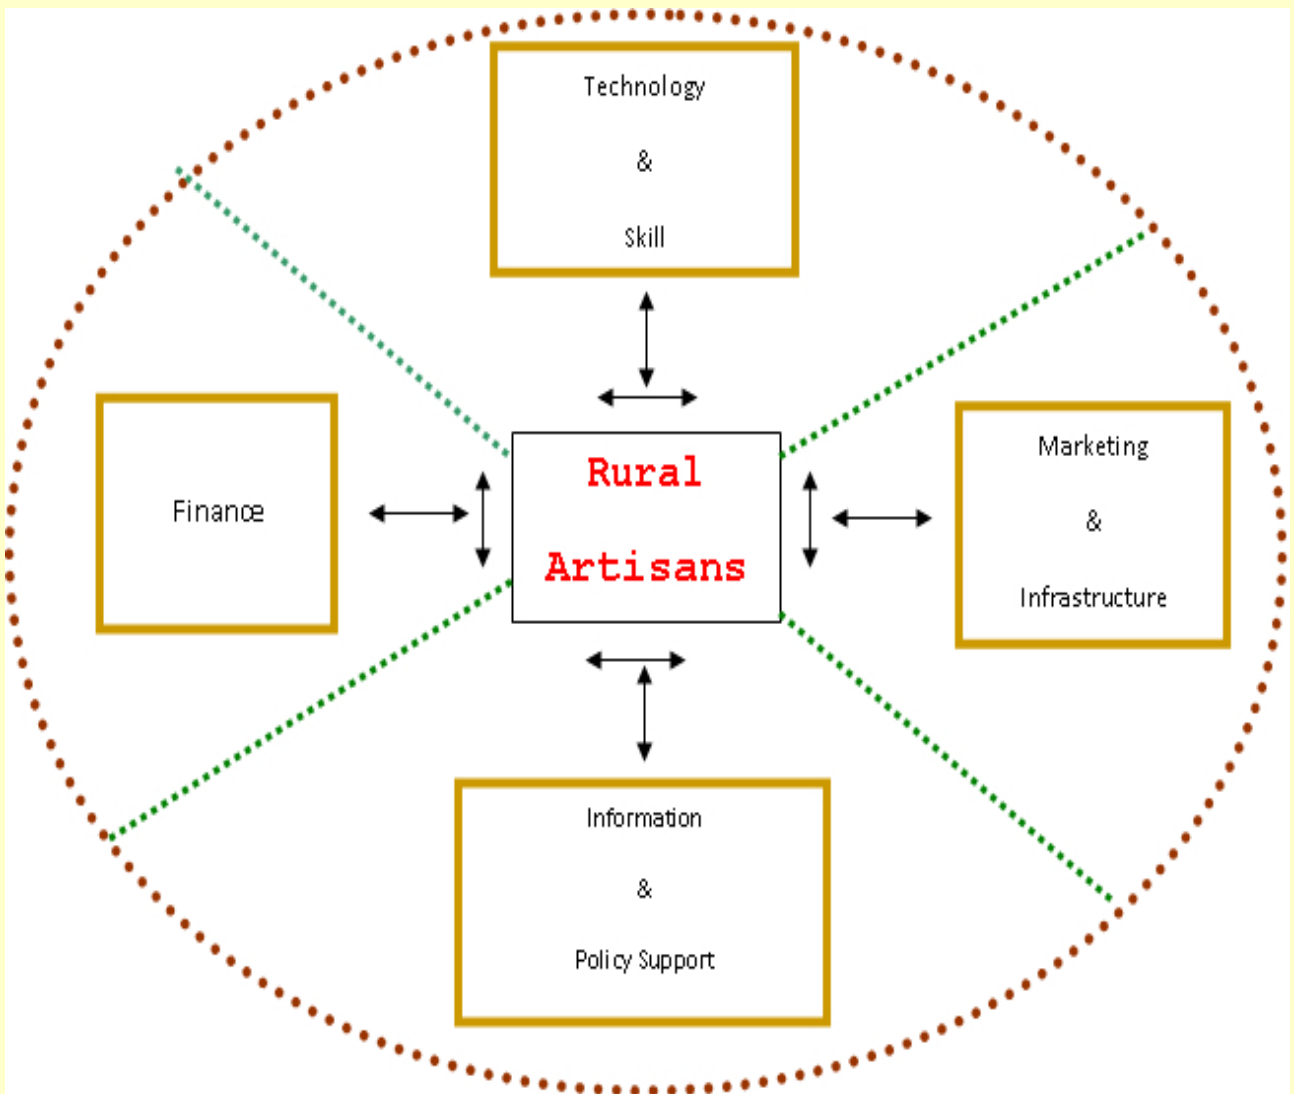 Technology
&
Skill
Finance
Rural
Artisans
Marketing
&
Infrastructure
Information
&
Policy Support